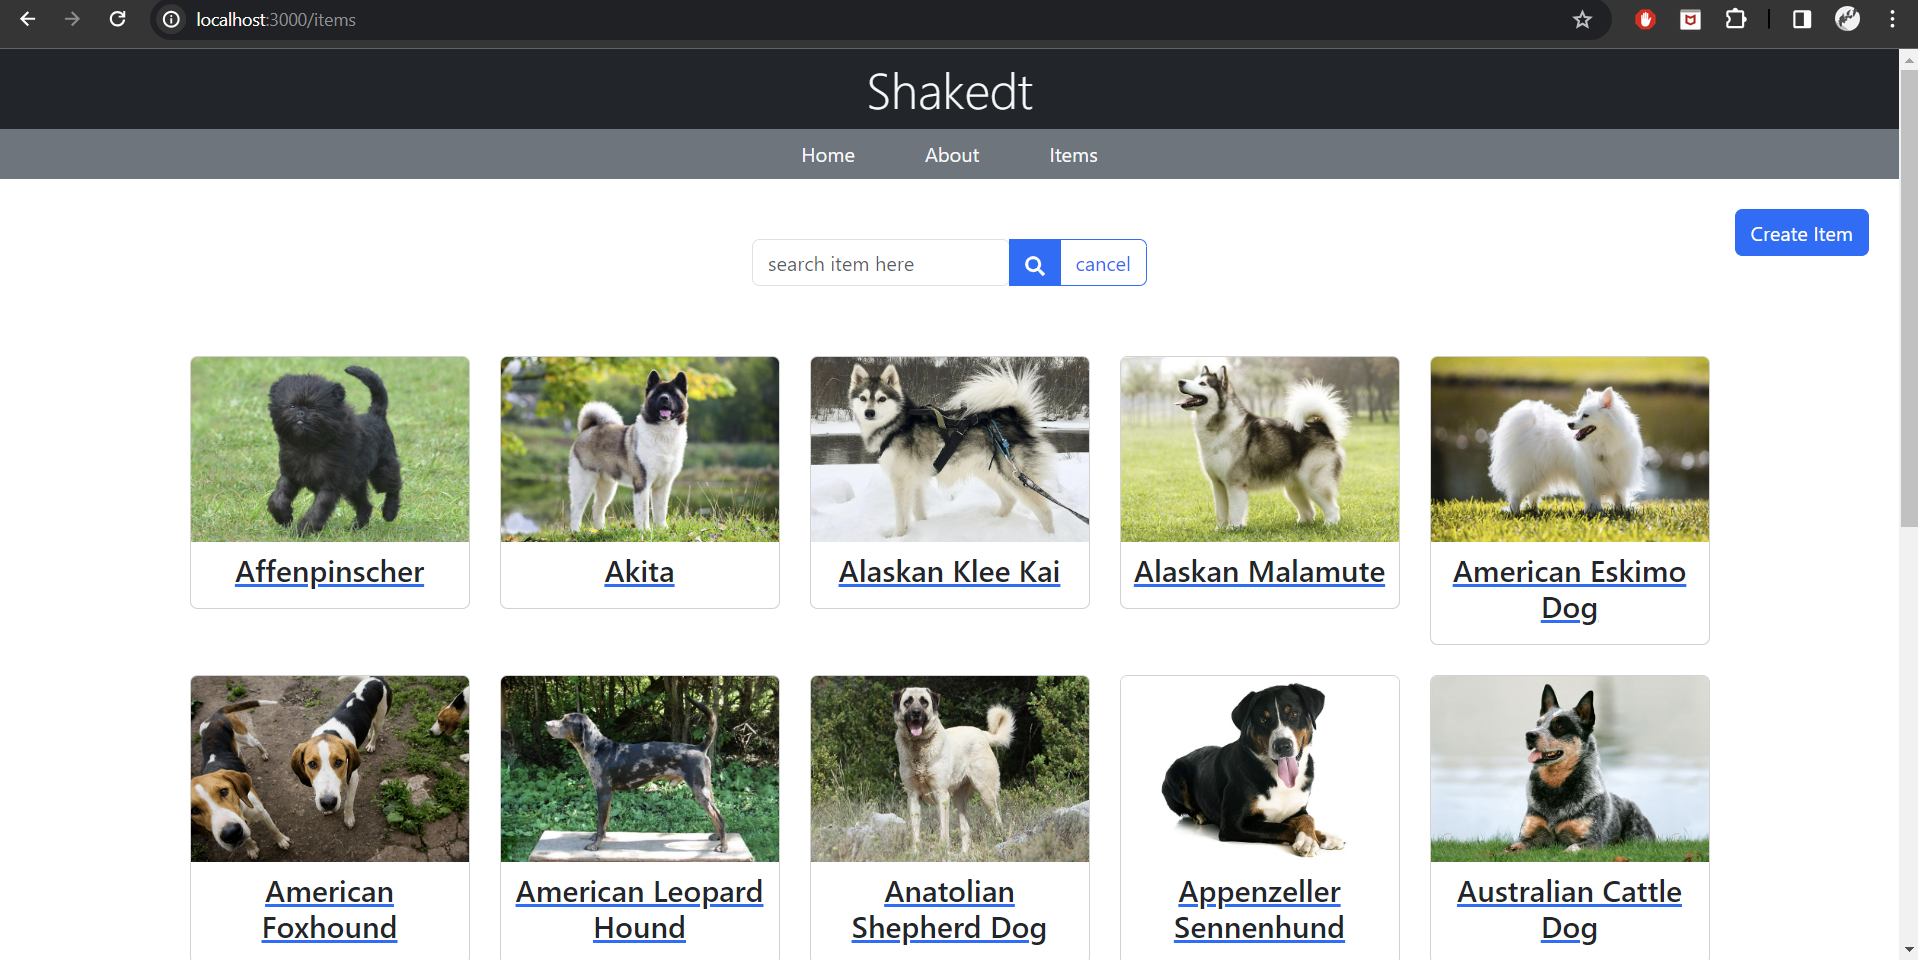 localhost:3000/items
Shakedt
Home About Items
Create Item
search item here cancel
Affenpinscher
Akita
Alaskan Klee Kai
Alaskan Malamute
American Eskimo
Dog
American
Foxhound
American Leopard
Hound
Anatolian
Shepherd Dog
Appenzeller
Sennenhund
Australian Cattle
Dog